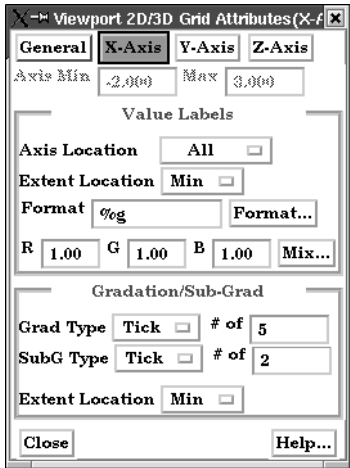 Viewport 2D/3D Grid Attributes(X-A
General X-Axis Y-Axis Z-Axis
Axis Min -2.000 Max 3.000
Value Labels
Axis Location All
Extent Location Min
Format %g Format...
R 1.00 G 1.00 B 1.00 Mix...
Gradation/Sub-Grad
Grad Type Tick # of 5
SubG Type Tick # of 2
Extent Location Min
Close Help...